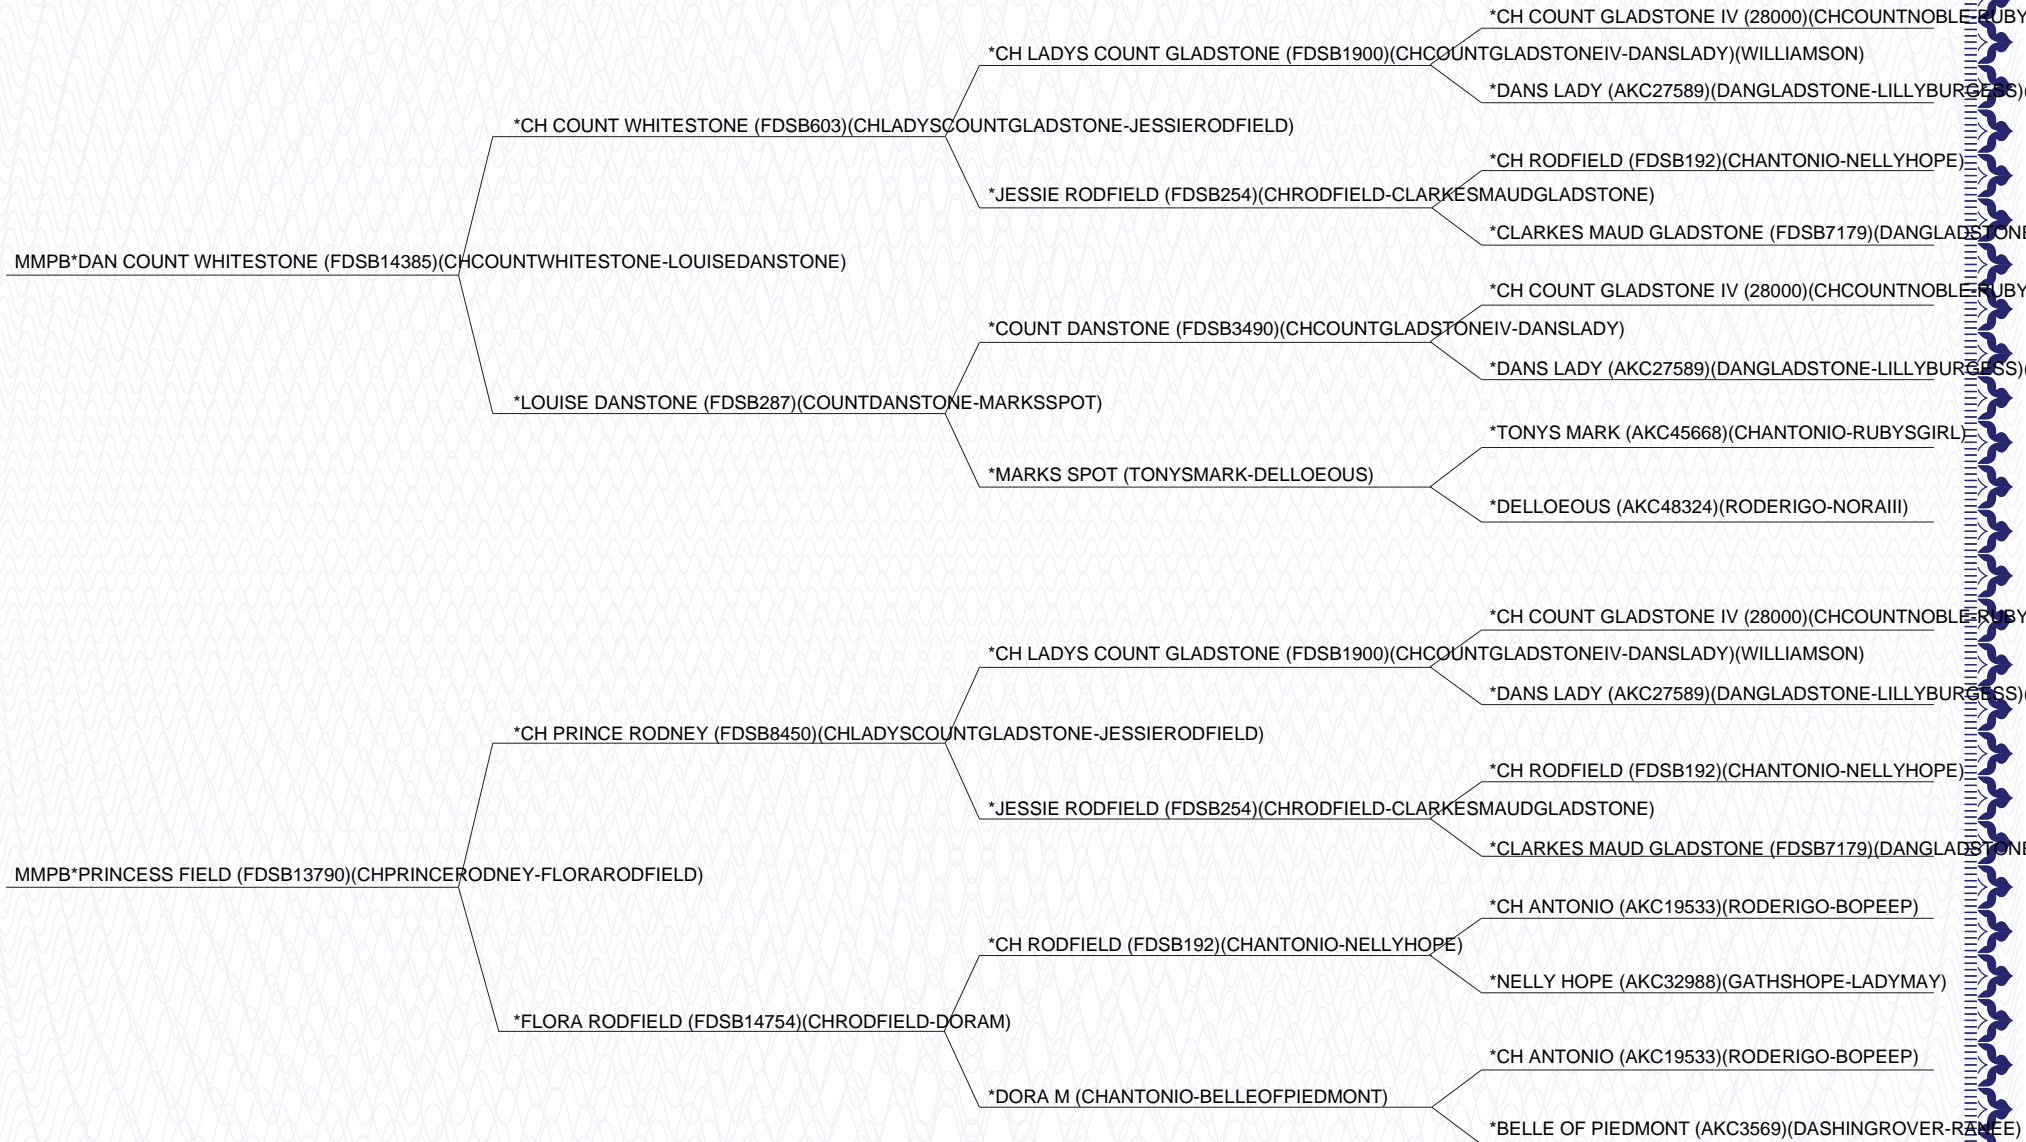 *CH COUNT GLADSTONE IV (28000)(CHCOUNTNOBLE-RUBY
*CH LADYS COUNT GLADSTONE (FDSB1900)(CHCOUNTGLADSTONEIV-DANSLADY)(WILLIAMSON)
*DANS LADY (AKC27589)(DANGLADSTONE-LILLYBURGESS)(
*CH COUNT WHITESTONE (FDSB603)(CHLADYSCOUNTGLADSTONE-JESSIERODFIELD)
*CH RODFIELD (FDSB192)(CHANTONIO-NELLYHOPE)
*JESSIE RODFIELD (FDSB254)(CHRODFIELD-CLARKESMAUDGLADSTONE)
*CLARKES MAUD GLADSTONE (FDSB7179)(DANGLADSTONE
MMPB*DAN COUNT WHITESTONE (FDSB14385)(CHCOUNTWHITESTONE-LOUISEDANSTONE)
*CH COUNT GLADSTONE IV (28000)(CHCOUNTNOBLE-RUBY
*COUNT DANSTONE (FDSB3490)(CHCOUNTGLADSTONEIV-DANSLADY)
*DANS LADY (AKC27589)(DANGLADSTONE-LILLYBURGESS)(
*LOUISE DANSTONE (FDSB287)(COUNTDANSTONE-MARKSSPOT)
*TONYS MARK (AKC45668)(CHANTONIO-RUBYSGIRL)
*MARKS SPOT (TONYSMARK-DELLOEOUS)
*DELLOEOUS (AKC48324)(RODERIGO-NORAIII)
*CH COUNT GLADSTONE IV (28000)(CHCOUNTNOBLE-RUBY
*CH LADYS COUNT GLADSTONE (FDSB1900)(CHCOUNTGLADSTONEIV-DANSLADY)(WILLIAMSON)
*DANS LADY (AKC27589)(DANGLADSTONE-LILLYBURGESS)(
*CH PRINCE RODNEY (FDSB8450)(CHLADYSCOUNTGLADSTONE-JESSIERODFIELD)
*CH RODFIELD (FDSB192)(CHANTONIO-NELLYHOPE)
*JESSIE RODFIELD (FDSB254)(CHRODFIELD-CLARKESMAUDGLADSTONE)
*CLARKES MAUD GLADSTONE (FDSB7179)(DANGLADSTONE
MMPB*PRINCESS FIELD (FDSB13790)(CHPRINCERODNEY-FLORARODFIELD)
*CH ANTONIO (AKC19533)(RODERIGO-BOPEEP)
*CH RODFIELD (FDSB192)(CHANTONIO-NELLYHOPE)
*NELLY HOPE (AKC32988)(GATHSHOPE-LADYMAY)
*FLORA RODFIELD (FDSB14754)(CHRODFIELD-DORAM)
*CH ANTONIO (AKC19533)(RODERIGO-BOPEEP)
*DORA M (CHANTONIO-BELLEOFPIEDMONT)
*BELLE OF PIEDMONT (AKC3569)(DASHINGROVER-RANEE)